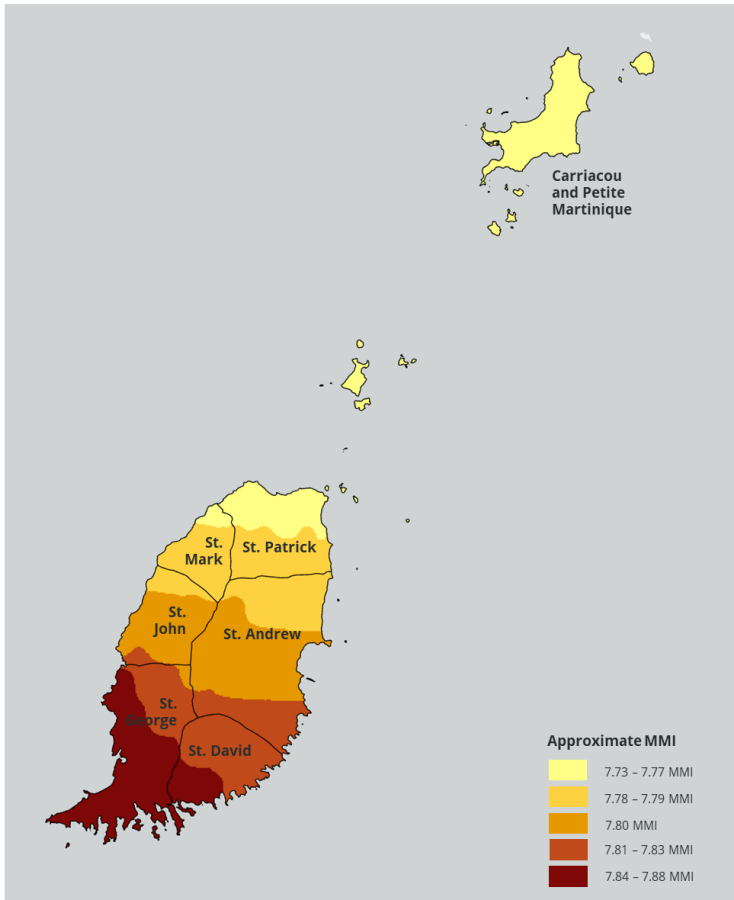 Carriacou
and Petite
Martinique
St.
Mark
St. Patrick
St.
John
St. Andrew
St.
George
St. David
Approximate MMI
7.73 – 7.77 MMI
7.78 – 7.79 MMI
7.80 MMI
7.81 – 7.83 MMI
7.84 – 7.88 MMI